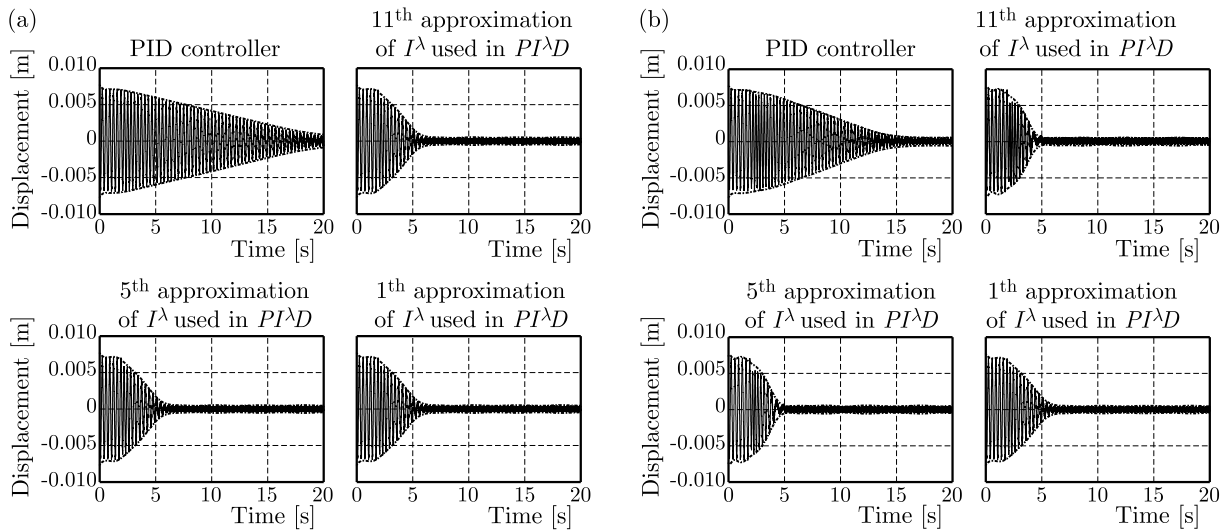 (a)
PID controller
11th approximation
of Iλ used in PIλD
Displacement [m]
0.010
0.005
0
-0.005
-0.010
0 5 10 15 20
Time [s]
0 5 10 15 20
Time [s]
5th approximation
of Iλ used in PIλD
1th approximation
of Iλ used in PIλD
Displacement [m]
0.010
0.005
0
-0.005
-0.010
0 5 10 15 20
Time [s]
0 5 10 15 20
Time [s]
(b)
PID controller
11th approximation
of Iλ used in PIλD
Displacement [m]
0.010
0.005
0
-0.005
-0.010
0 5 10 15 20
Time [s]
0 5 10 15 20
Time [s]
5th approximation
of Iλ used in PIλD
1th approximation
of Iλ used in PIλD
Displacement [m]
0.010
0.005
0
-0.005
-0.010
0 5 10 15 20
Time [s]
0 5 10 15 20
Time [s]